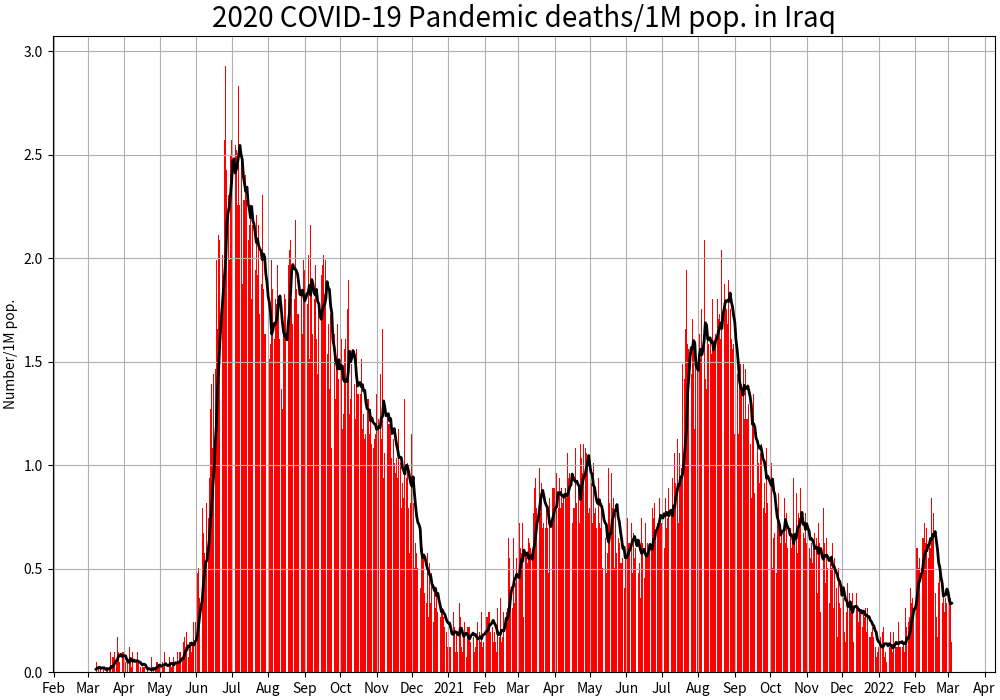 2020 COVID-19 Pandemic deaths/1M pop. in Iraq
Number/1M pop.
3.0
2.5
2.0
1.5
1.0
0.5
0.0
Feb Mar Apr May Jun Jul Aug Sep Oct Nov Dec 2021 Feb Mar Apr May Jun Jul Aug Sep Oct Nov Dec 2022 Feb Mar Apr